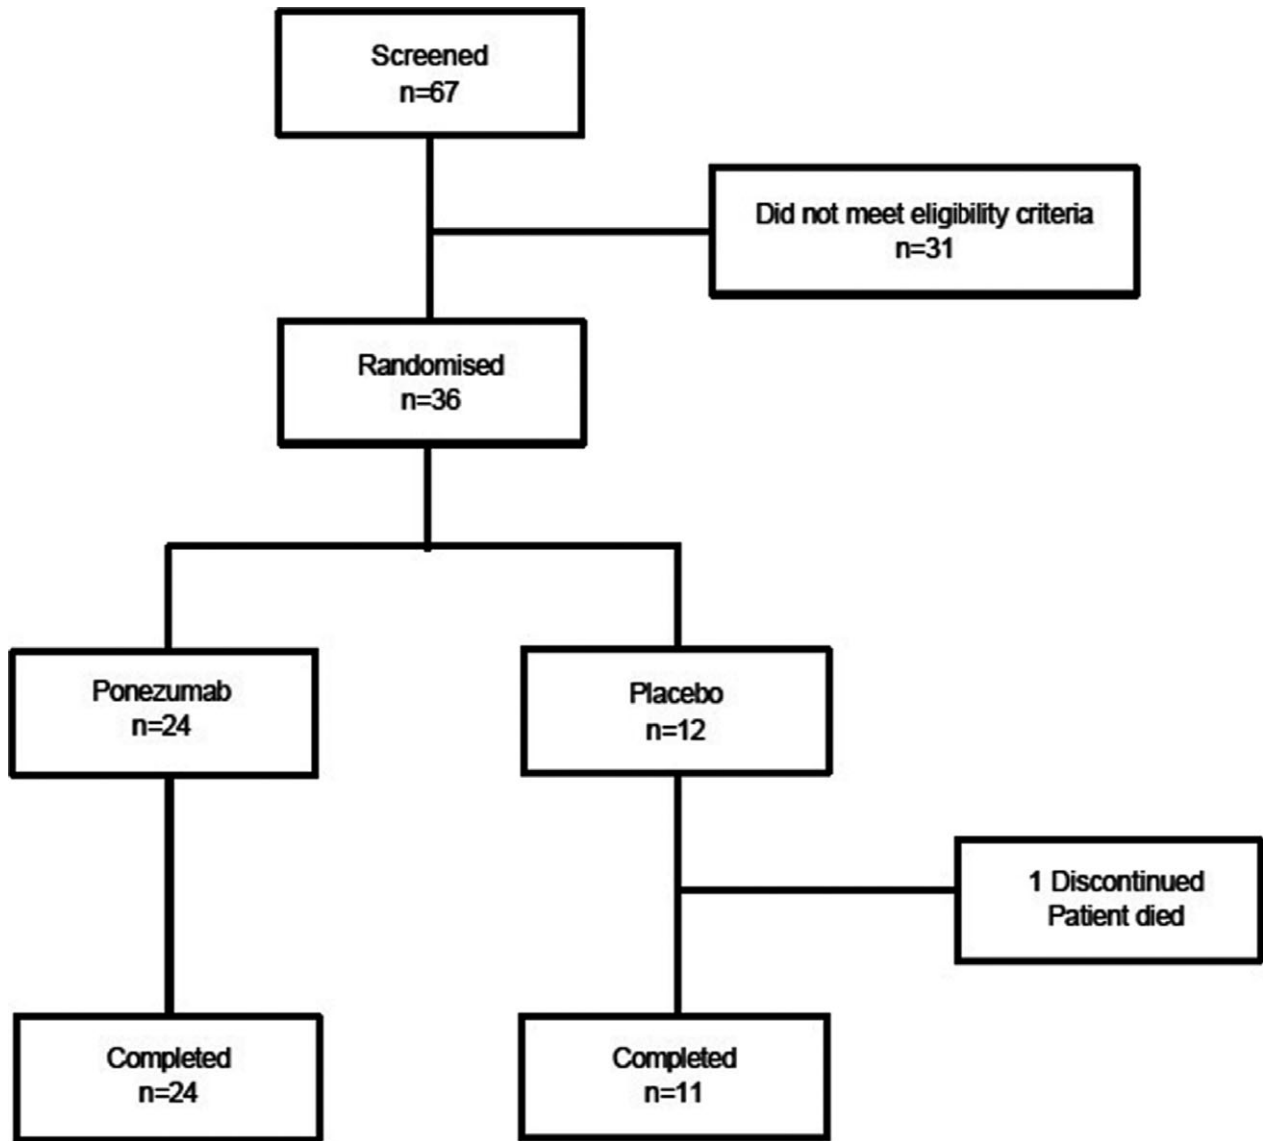 Screened
n=67
Did not meet eligibility criteria
n=31
Randomised
n=36
Ponezumab
n=24
Placebo
n=12
1 Discontinued
Patient died
Completed
n=24
Completed
n=11